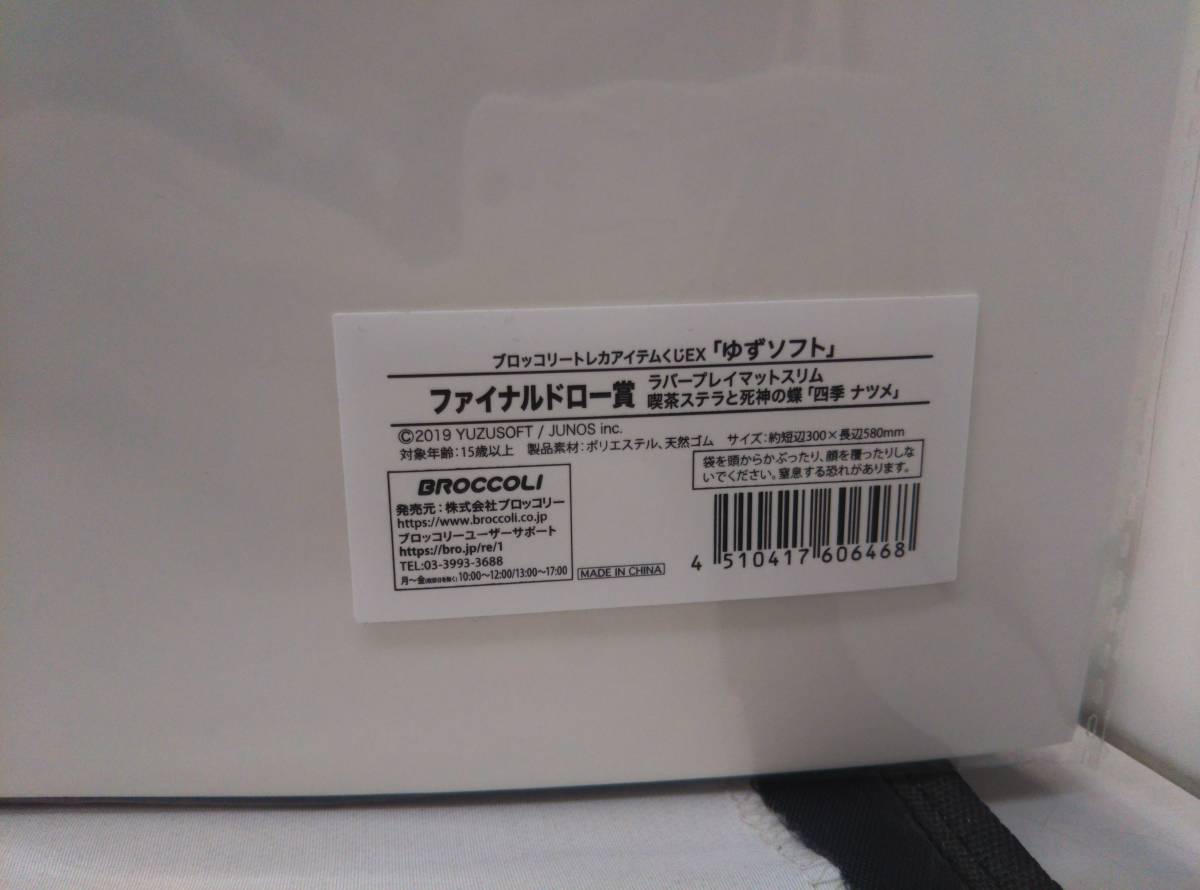 ブロッコリートレカアイテムくじEX「ゆずソフト」
ファイナルドロー賞
ラバープレイマットスリム
喫茶ステラと死神の蝶「四季 ナツメ」
©2019 YUZUSOFT / JUNOS inc.
対象年齢:15歳以上 製品素材:ポリエステル、天然ゴム サイズ:約短辺300×長辺580mm
BROCCOLI
発売元:株式会社ブロッコリー
https://www.broccoli.co.jp
ブロッコリーユーザーサポート
https://bro.jp/re/1
TEL:03-3993-3688
月〜金(祝祭日を除く)10:00〜12:00/13:00〜17:00
MADE IN CHINA
袋を頭からかぶったり、顔を覆ったりしな
いでください。窒息する恐れがあります。
4 510417 606468